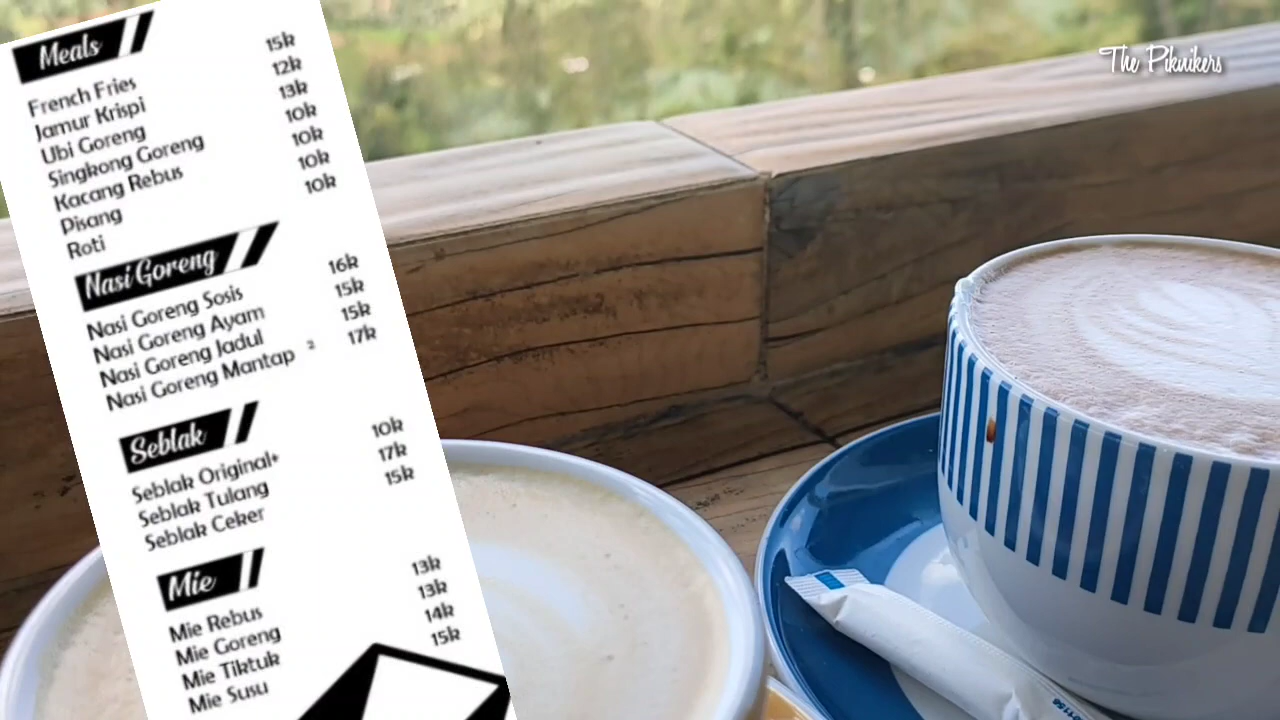 Meals
French Fries 15k
Jamur Krispi 12k
Ubi Goreng 13k
Singkong Goreng 10k
Kacang Rebus 10k
Pisang 10k
Roti 10k
Nasi Goreng
Nasi Goreng Sosis 16k
Nasi Goreng Ayam 15k
Nasi Goreng Jadul 15k
Nasi Goreng Mantap 2 17k
Seblak
Seblak Original+ 10k
Seblak Tulang 17k
Seblak Ceker 15k
Mie
Mie Rebus 13k
Mie Goreng 13k
Mie Tiktuk 14k
Mie Susu 15k
The Piknikers